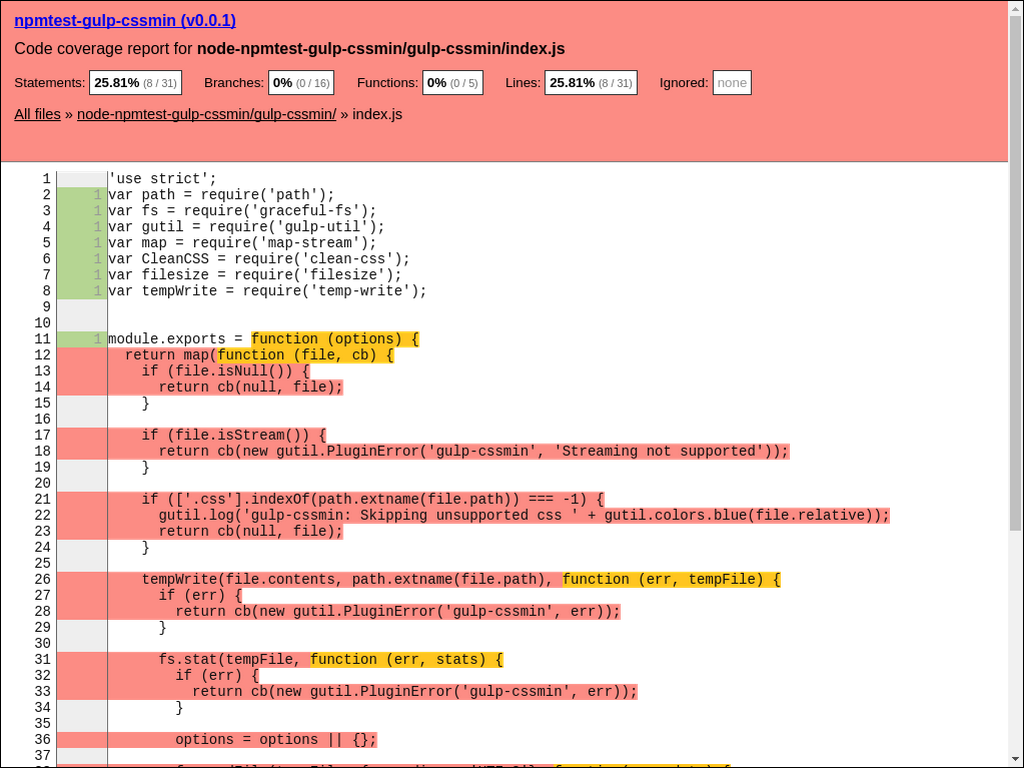 npmtest-gulp-cssmin (v0.0.1)
Code coverage report for node-npmtest-gulp-cssmin/gulp-cssmin/index.js
Statements: 25.81% (8 / 31) Branches: 0% (0 / 16) Functions: 0% (0 / 5) Lines: 25.81% (8 / 31) Ignored: none
All files » node-npmtest-gulp-cssmin/gulp-cssmin/ » index.js
1 'use strict';
2 1 var path = require('path');
3 1 var fs = require('graceful-fs');
4 1 var gutil = require('gulp-util');
5 1 var map = require('map-stream');
6 1 var CleanCSS = require('clean-css');
7 1 var filesize = require('filesize');
8 1 var tempWrite = require('temp-write');
9
10
11 1 module.exports = function (options) {
12 return map(function (file, cb) {
13 if (file.isNull()) {
14 return cb(null, file);
15 }
16
17 if (file.isStream()) {
18 return cb(new gutil.PluginError('gulp-cssmin', 'Streaming not supported'));
19 }
20
21 if (['.css'].indexOf(path.extname(file.path)) === -1) {
22 gutil.log('gulp-cssmin: Skipping unsupported css ' + gutil.colors.blue(file.relative));
23 return cb(null, file);
24 }
25
26 tempWrite(file.contents, path.extname(file.path), function (err, tempFile) {
27 if (err) {
28 return cb(new gutil.PluginError('gulp-cssmin', err));
29 }
30
31 fs.stat(tempFile, function (err, stats) {
32 if (err) {
33 return cb(new gutil.PluginError('gulp-cssmin', err));
34 }
35
36 options = options || {};
37